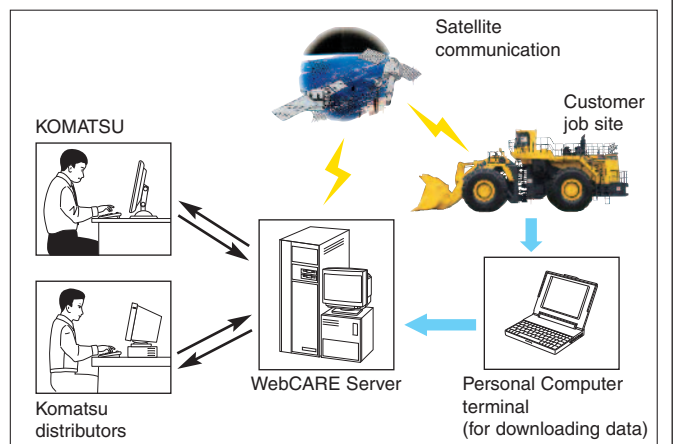 Satellite
communication
Customer
job site
KOMATSU
WebCARE Server
Personal Computer
terminal
(for downloading data)
Komatsu
distributors